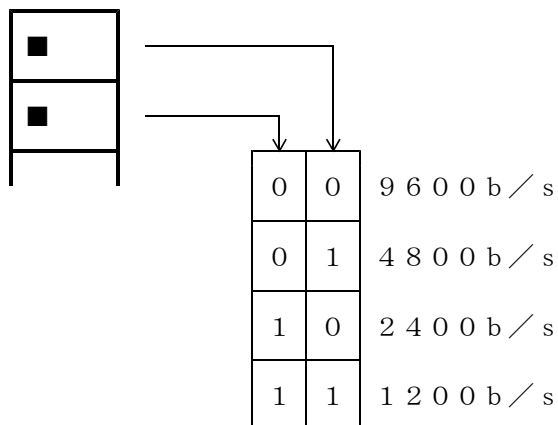 ■
■
0 0 9600b/s
0 1 4800b/s
1 0 2400b/s
1 1 1200b/s